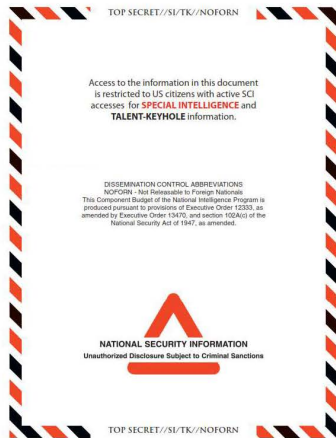 TOP SECRET//SI/TK//NOFORN
Access to the information in this document
is restricted to US citizens with active SCI
accesses for SPECIAL INTELLIGENCE and
TALENT-KEYHOLE information.
DISSEMINATION CONTROL ABBREVIATIONS
NOFORN - Not Releasable to Foreign Nationals
This Component Budget of the National Intelligence Program is
produced pursuant to provisions of Executive Order 12333, as
amended by Executive Order 13470, and section 102A(c) of the
National Security Act of 1947, as amended.
NATIONAL SECURITY INFORMATION
Unauthorized Disclosure Subject to Criminal Sanctions
TOP SECRET//SI/TK//NOFORN